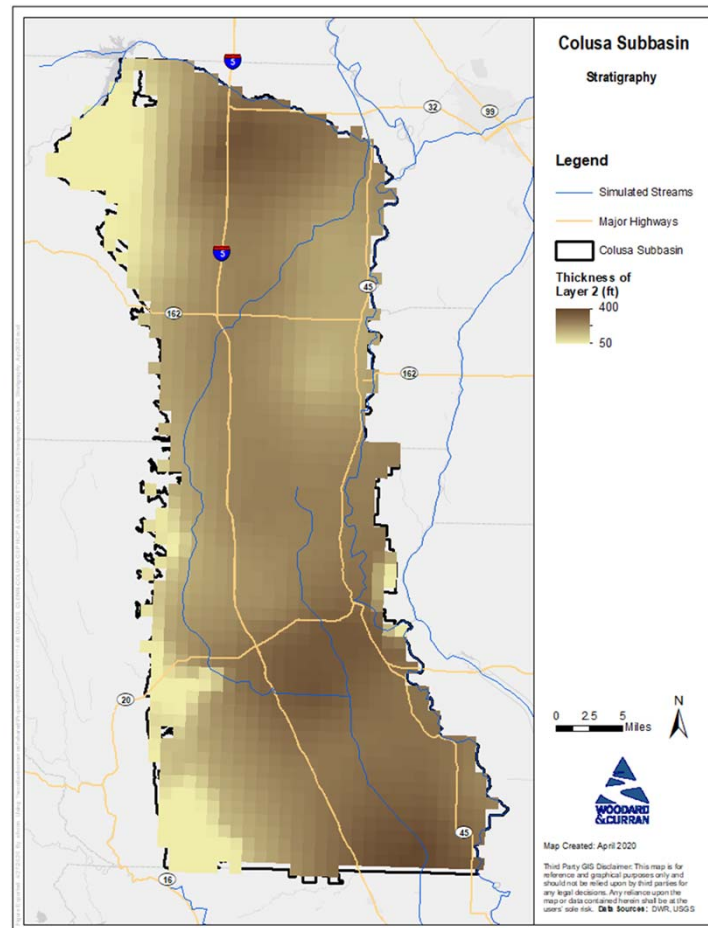 Colusa Subbasin
Stratigraphy
Legend
Simulated Streams
Major Highways
Colusa Subbasin
Thickness of
Layer 2 (ft)
400
50
5
32
99
5
45
162
162
20
45
16
N
0 2.5 5
Miles
WOODARD
&CURRAN
Map Created: April 2020
Third Party GIS Disclaimer: This map is for
reference and graphical purposes only and
should not be relied upon by third parties for
any legal decisions. Any reliance upon the
map or data contained herein shall be at the
users' sole risk. Data Sources: DWR, USGS